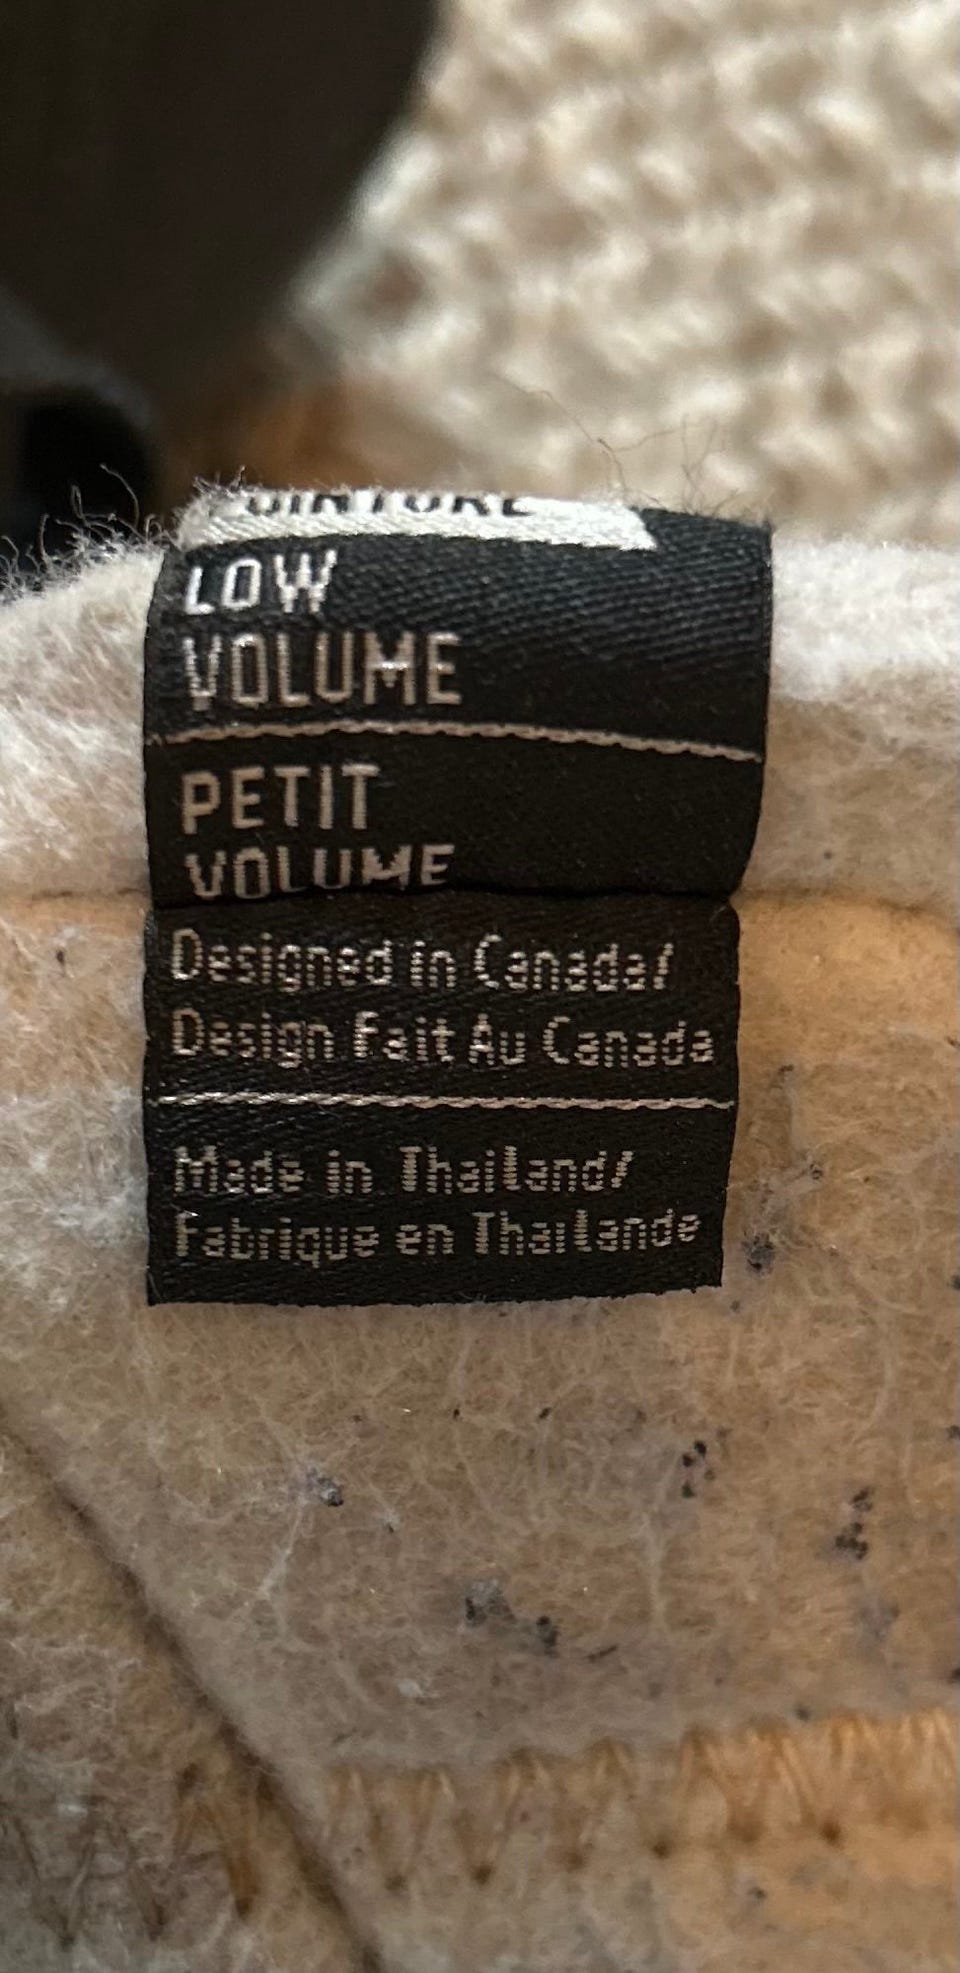 LOW
VOLUME
PETIT
VOLUME
Designed in Canada/
Design Fait Au Canada
Made in Thailand/
Fabrique en Thailande